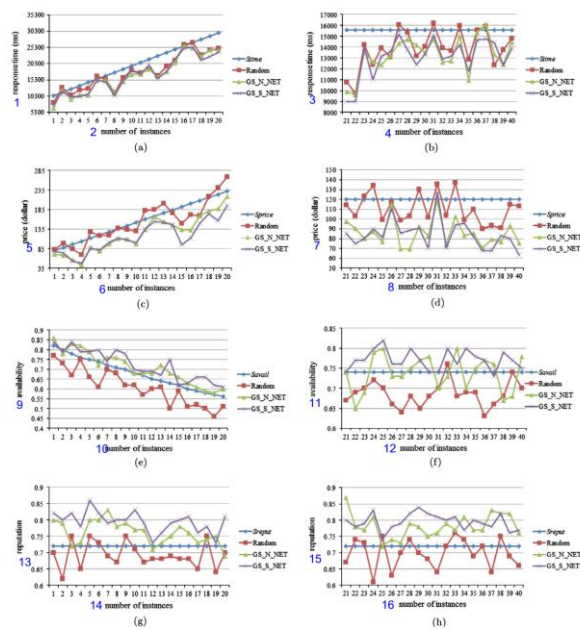 35300
30300
25300
20300
15300
10300
5300
response time (ms)
1
Stime
Random
GS_N_NET
GS_S_NET
1 2 3 4 5 6 7 8 9 10 11 12 13 14 15 16 17 18 19 20
2 number of instances
(a)
16000
15000
14000
13000
12000
11000
10000
9000
8000
response time (ms)
3
Stime
Random
GS_N_NET
GS_S_NET
21 22 23 24 25 26 27 28 29 30 31 32 33 34 35 36 37 38 39 40
4 number of instances
(b)
285
235
185
135
85
35
price (dollar)
5
Sprice
Random
GS_N_NET
GS_S_NET
1 2 3 4 5 6 7 8 9 10 11 12 13 14 15 16 17 18 19 20
6 number of instances
(c)
140
130
120
110
100
90
80
70
60
50
price (dollar)
7
Sprice
Random
GS_N_NET
GS_S_NET
21 22 23 24 25 26 27 28 29 30 31 32 33 34 35 36 37 38 39 40
8 number of instances
(d)
0.9
0.85
0.8
0.75
0.7
0.65
0.6
0.55
0.5
0.45
0.4
availability
9
Savail
Random
GS_N_NET
GS_S_NET
1 2 3 4 5 6 7 8 9 10 11 12 13 14 15 16 17 18 19 20
10 number of instances
(e)
0.85
0.8
0.75
0.7
0.65
0.6
0.55
availability
11
Savail
Random
GS_N_NET
GS_S_NET
21 22 23 24 25 26 27 28 29 30 31 32 33 34 35 36 37 38 39 40
12 number of instances
(f)
0.9
0.85
0.8
0.75
0.7
0.65
0.6
reputation
13
Random
GS_N_NET
GS_S_NET
1 2 3 4 5 6 7 8 9 10 11 12 13 14 15 16 17 18 19 20
14 number of instances
(g)
0.9
0.85
0.8
0.75
0.7
0.65
0.6
reputation
15
Random
GS_N_NET
GS_S_NET
21 22 23 24 25 26 27 28 29 30 31 32 33 34 35 36 37 38 39 40
16 number of instances
(h)